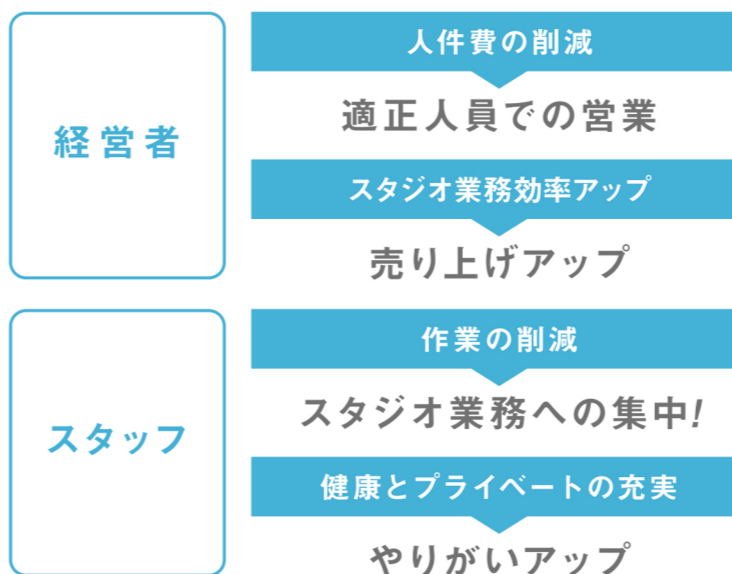 経営者
人件費の削減
適正人員での営業
スタジオ業務効率アップ
売り上げアップ
スタッフ
作業の削減
スタジオ業務への集中!
健康とプライベートの充実
やりがいアップ